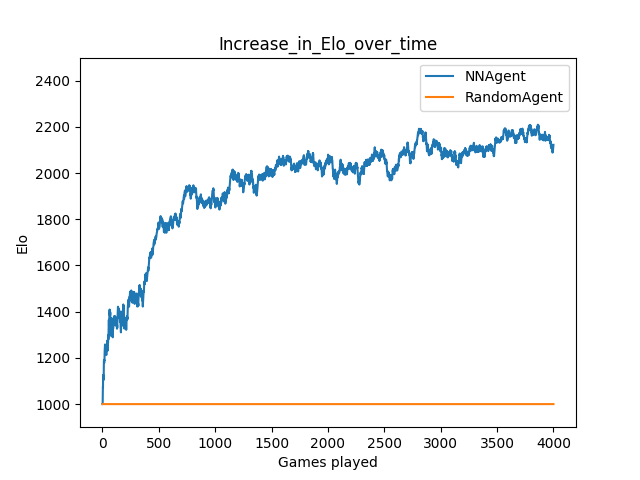 Increase_in_Elo_over_time
NNAgent
RandomAgent
2400
2200
2000
1800
1600
1400
1200
1000
Elo
0 500 1000 1500 2000 2500 3000 3500 4000
Games played